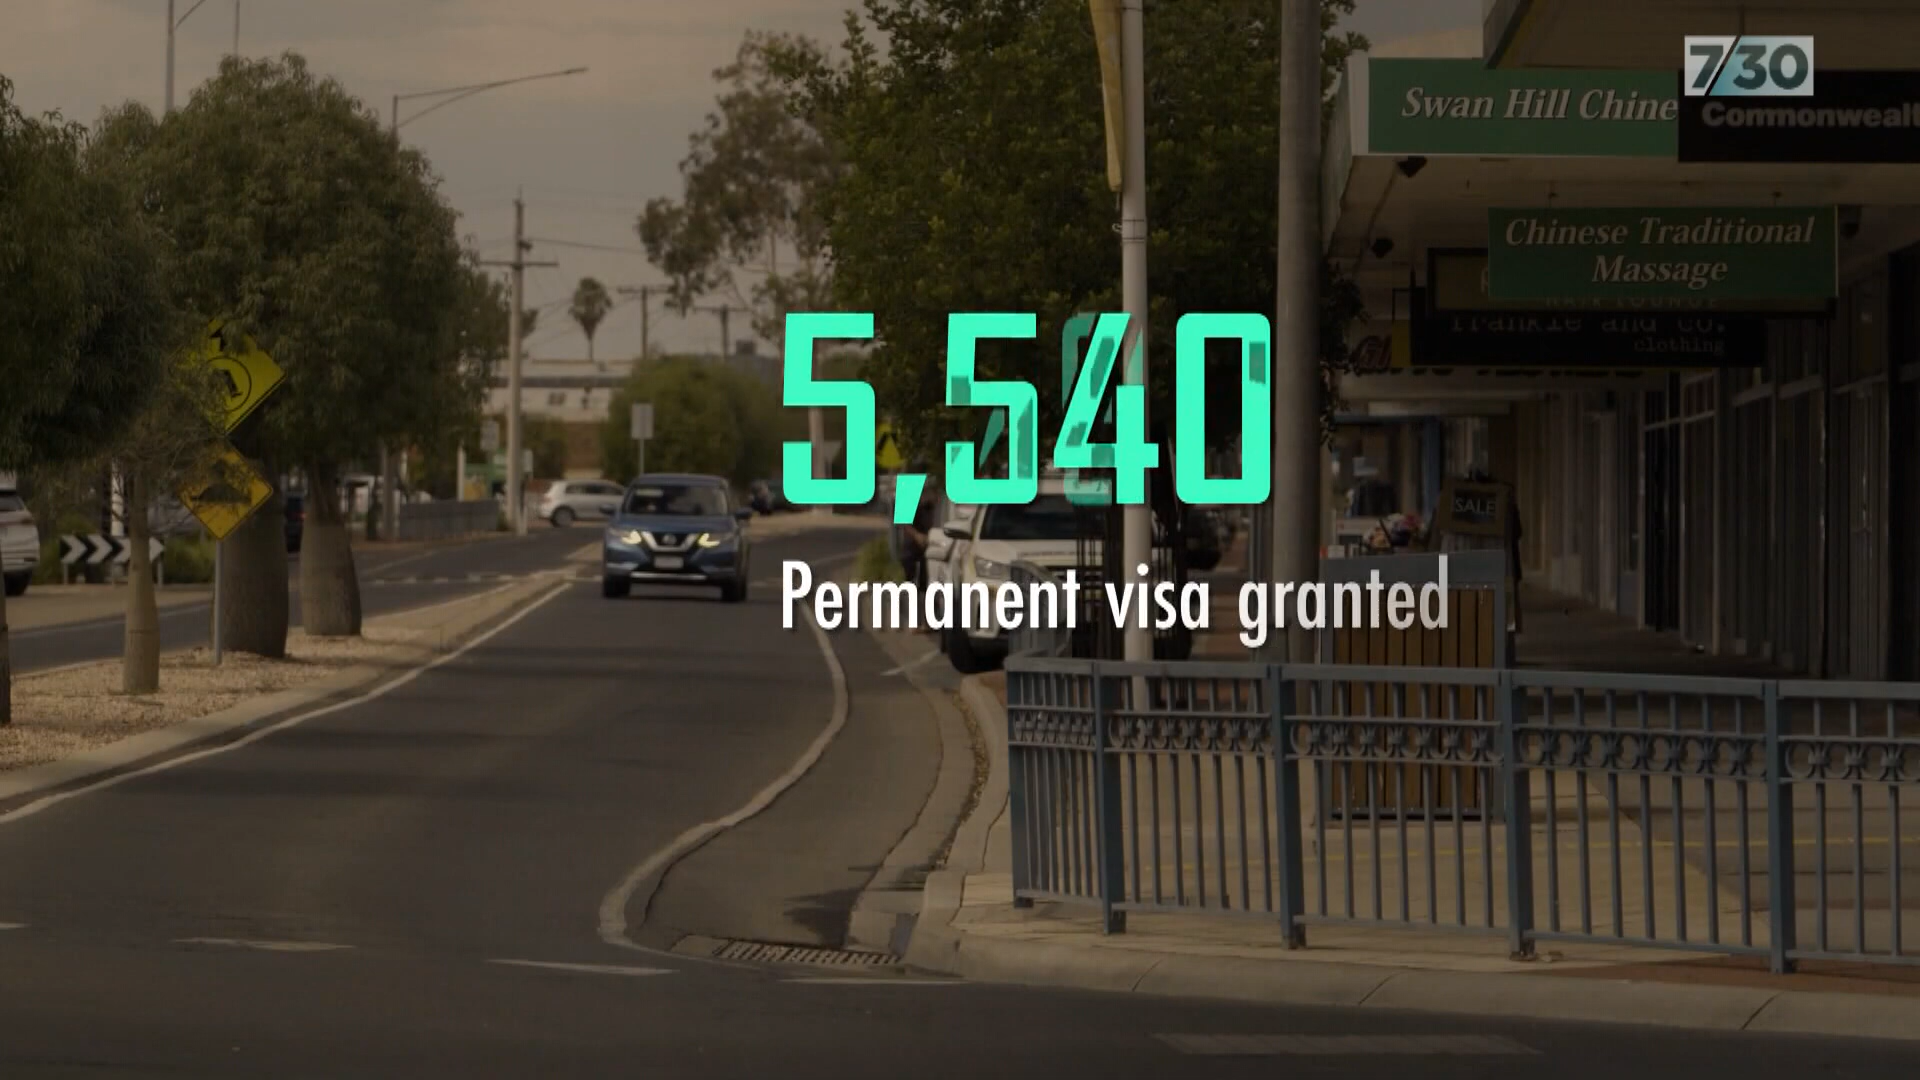 7/30
Swan Hill Chine
Commonwealt
Chinese Traditional
Massage
frankie and co.
clothing
5,540
SALE
Permanent visa granted